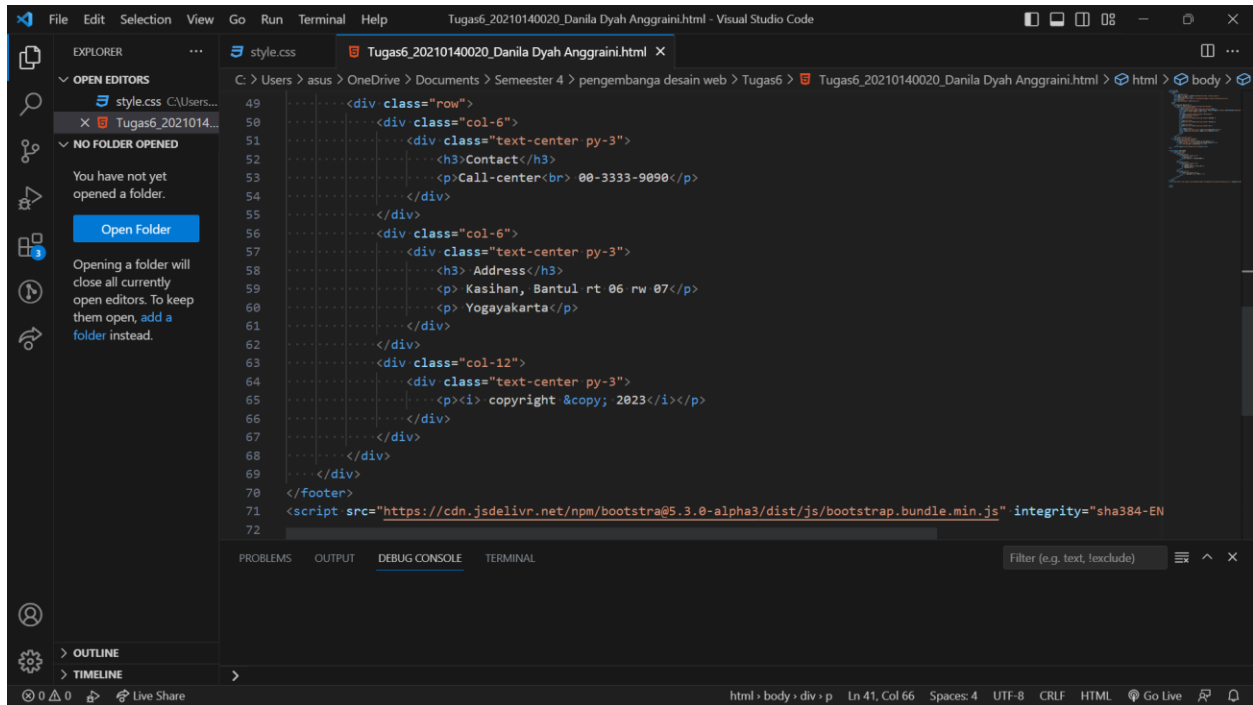 File Edit Selection View Go Run Terminal Help Tugas6_20210140020_Danila Dyah Anggraini.html - Visual Studio Code
EXPLORER
style.css Tugas6_20210140020_Danila Dyah Anggraini.html
OPEN EDITORS
style.css C:\Users...
Tugas6_2021014...
NO FOLDER OPENED
You have not yet
opened a folder.
Open Folder
Opening a folder will
close all currently
open editors. To keep
them open, add a
folder instead.
3
OUTLINE
TIMELINE
C: > Users > asus > OneDrive > Documents > Semeester 4 > pengembanga desain web > Tugas6 > Tugas6_20210140020_Danila Dyah Anggraini.html > html > body >
49 <div class="row">
50 <div class="col-6">
51 <div class="text-center py-3">
52 <h3>Contact</h3>
53 <p>Call-center<br> 00-3333-9090</p>
54 </div>
55 </div>
56 <div class="col-6">
57 <div class="text-center py-3">
58 <h3> Address</h3>
59 <p> Kasihan, Bantul rt 06 rw 07</p>
60 <p> Yogayakarta</p>
61 </div>
62 </div>
63 <div class="col-12">
64 <div class="text-center py-3">
65 <p><i> copyright &copy; 2023</i></p>
66 </div>
67 </div>
68 </div>
69 </div>
70 </footer>
71 <script src="https://cdn.jsdelivr.net/npm/bootstra@5.3.0-alpha3/dist/js/bootstrap.bundle.min.js" integrity="sha384-EN
72
PROBLEMS OUTPUT DEBUG CONSOLE TERMINAL Filter (e.g. text, !exclude)
0 0 Live Share html > body > div > p Ln 41, Col 66 Spaces: 4 UTF-8 CRLF HTML Go Live